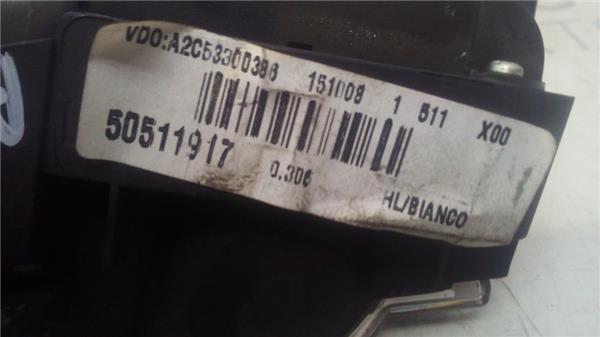 VDO:A2C53300386 151008 1 511 X00
50511917 0.306 HL/BIANCO